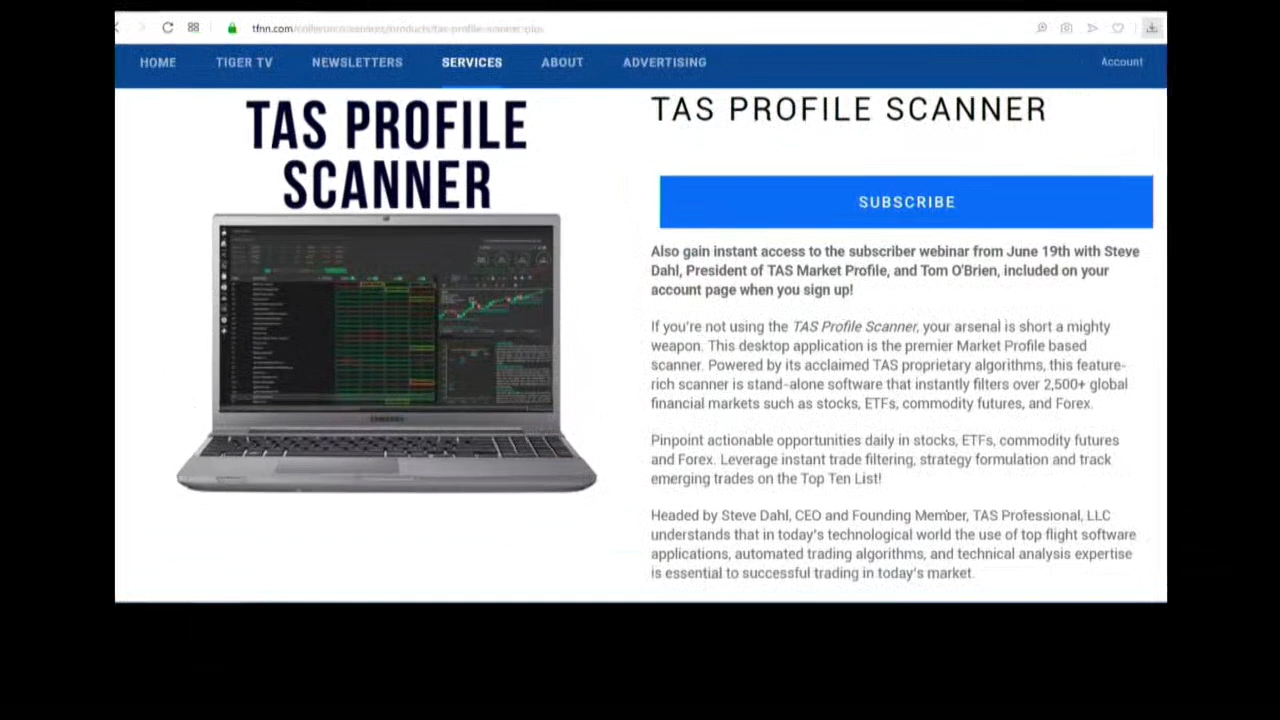 tfnn.com/
HOME TIGER TV NEWSLETTERS SERVICES ABOUT ADVERTISING Account
TAS PROFILE
SCANNER
TAS PROFILE SCANNER
SUBSCRIBE
Also gain instant access to the subscriber webinar from June 19th with Steve
Dahl, President of TAS Market Profile, and Tom O'Brien, included on your
account page when you sign up!
If you're not using the TAS Profile Scanner, your arsenal is short a mighty
weapon. This desktop application is the premier Market Profile based
scanner. Powered by its acclaimed TAS proprietary algorithms, this feature-
rich scanner is stand-alone software that instantly filters over 2,500+ global
financial markets such as stocks, ETFs, commodity futures, and Forex.
Pinpoint actionable opportunities daily in stocks, ETFs, commodity futures
and Forex. Leverage instant trade filtering, strategy formulation and track
emerging trades on the Top Ten List!
Headed by Steve Dahl, CEO and Founding Member, TAS Professional, LLC
understands that in today's technological world the use of top flight software
applications, automated trading algorithms, and technical analysis expertise
is essential to successful trading in today's market.
SAMSUNG